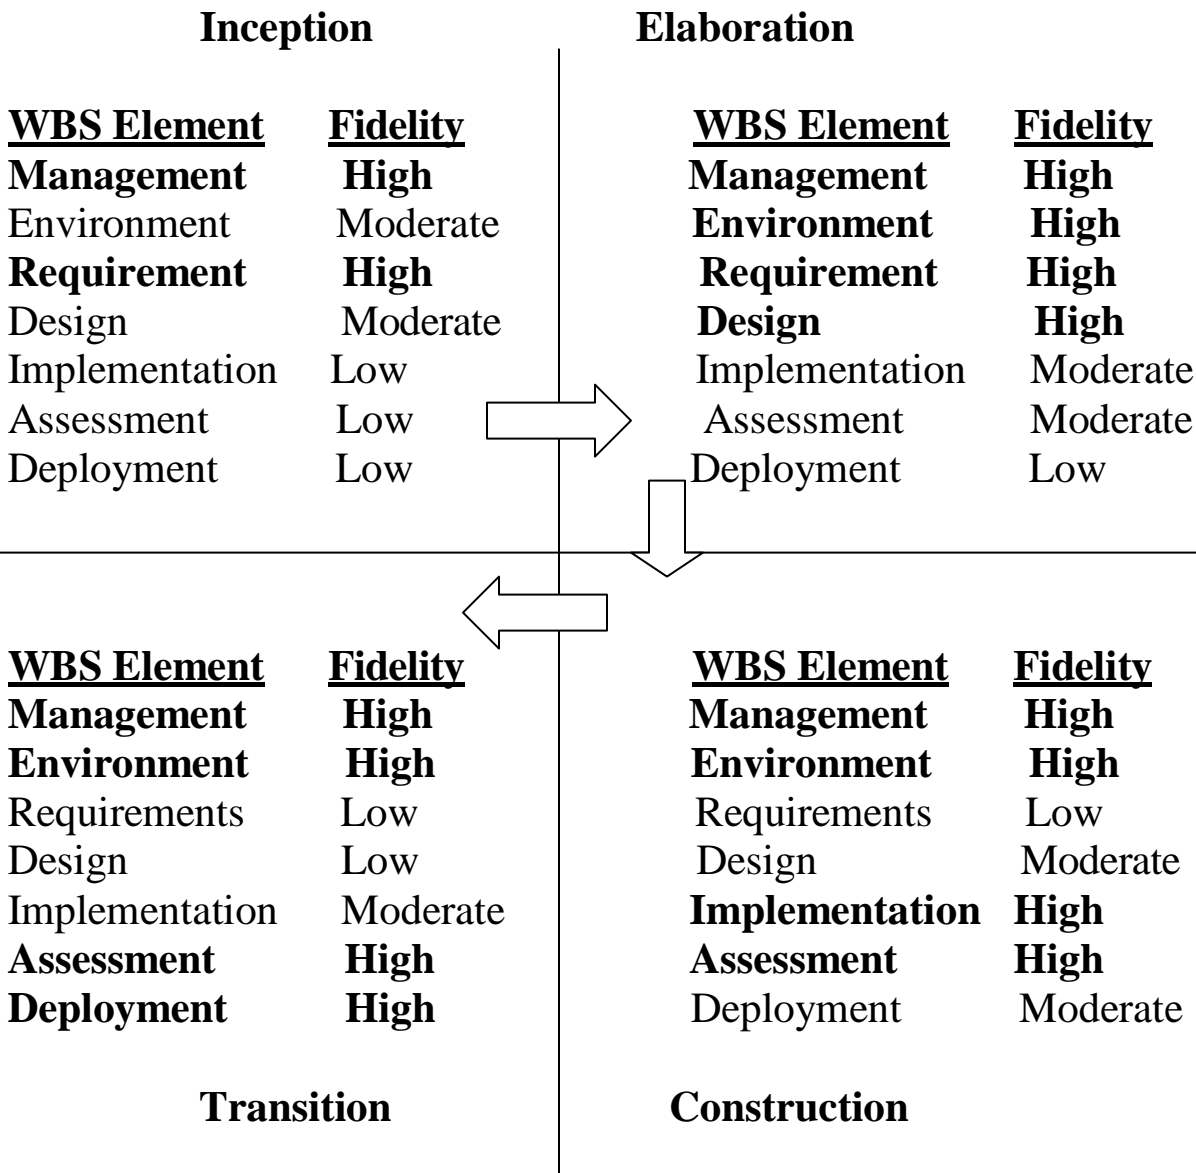 Inception Elaboration
WBS Element Fidelity WBS Element Fidelity
Management High Management High
Environment Moderate Environment High
Requirement High Requirement High
Design Moderate Design High
Implementation Low Implementation Moderate
Assessment Low Assessment Moderate
Deployment Low Deployment Low
WBS Element Fidelity WBS Element Fidelity
Management High Management High
Environment High Environment High
Requirements Low Requirements Low
Design Low Design Moderate
Implementation Moderate Implementation High
Assessment High Assessment High
Deployment High Deployment Moderate
Transition Construction